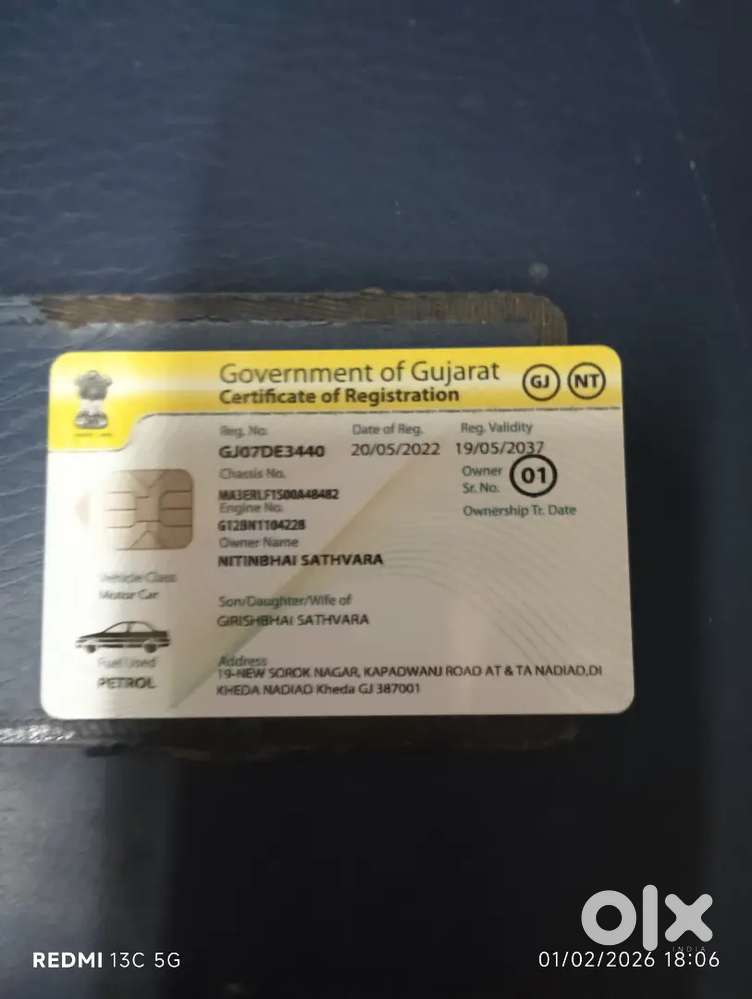 Government of Gujarat
Certificate of Registration
GJ NT
Reg. No. Date of Reg. Reg. Validity
GJ07DE3440 20/05/2022 19/05/2037
Chassis No.
Owner Sr. No. 01
MA3ERLF1S00A48482
Engine No.
Ownership Tr. Date
G12BN1104228
Owner Name
NITINBHAI SATHVARA
Vehicle Class
Motor Car
Son/Daughter/Wife of
GIRISHBHAI SATHVARA
Fuel Used
PETROL
Address
19-NEW SOROK NAGAR, KAPADWANJ ROAD AT & TA NADIAD,DI
KHEDA NADIAD Kheda GJ 387001
olx
INDIA
REDMI 13C 5G
01/02/2026 18:06